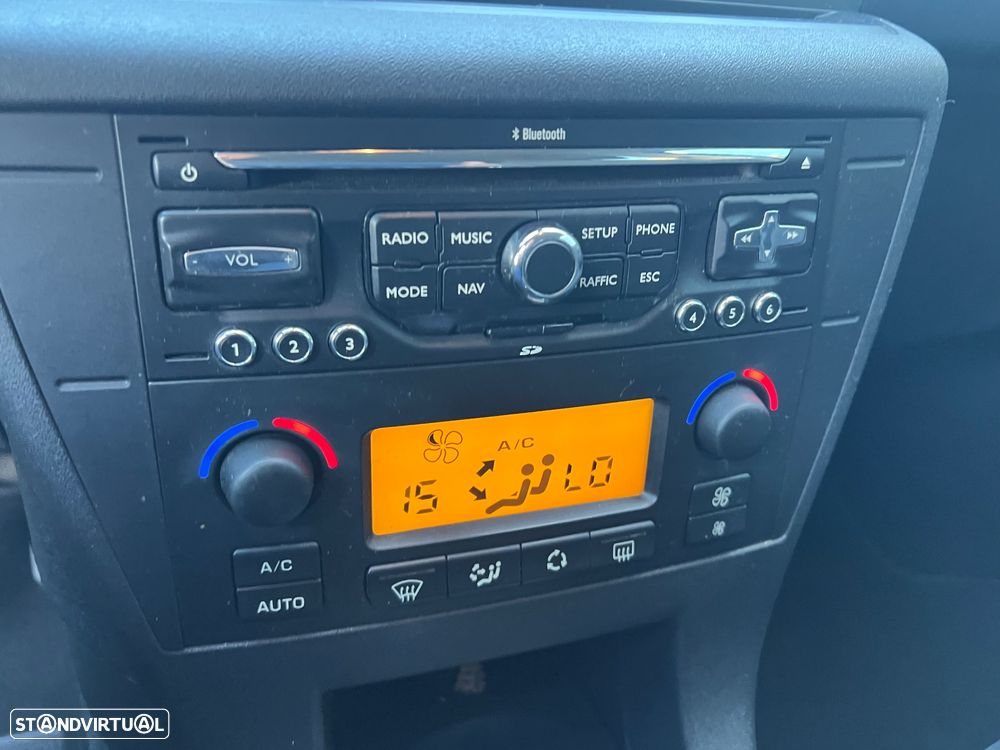 Bluetooth
VOL
- +
RADIO MUSIC SETUP PHONE
MODE NAV RAFFIC ESC
1 2 3 4 5 6
SD
A/C
15 LO
A/C
AUTO
STANDVIRTUAL